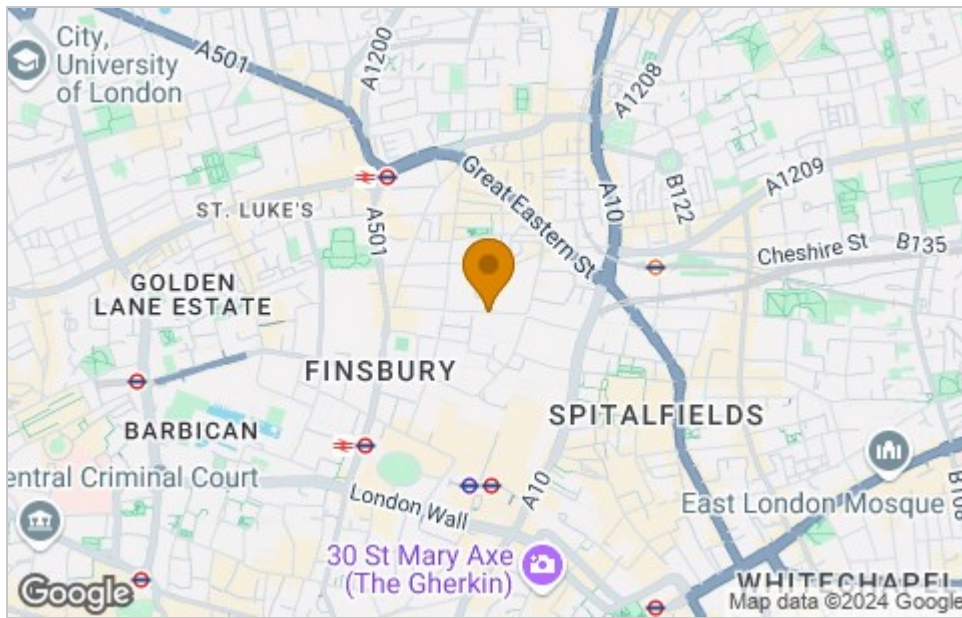 City,
University
of London
A501
A1200
A1208
Great Eastern St
A10
B122
A1209
ST. LUKE'S
A501
Cheshire St
B135
GOLDEN
LANE ESTATE
FINSBURY
SPITALFIELDS
BARBICAN
entral Criminal Court
London Wall
A10
East London Mosque
B108
30 St Mary Axe
(The Gherkin)
WHITECHAPEL
Google
Map data ©2024 Google